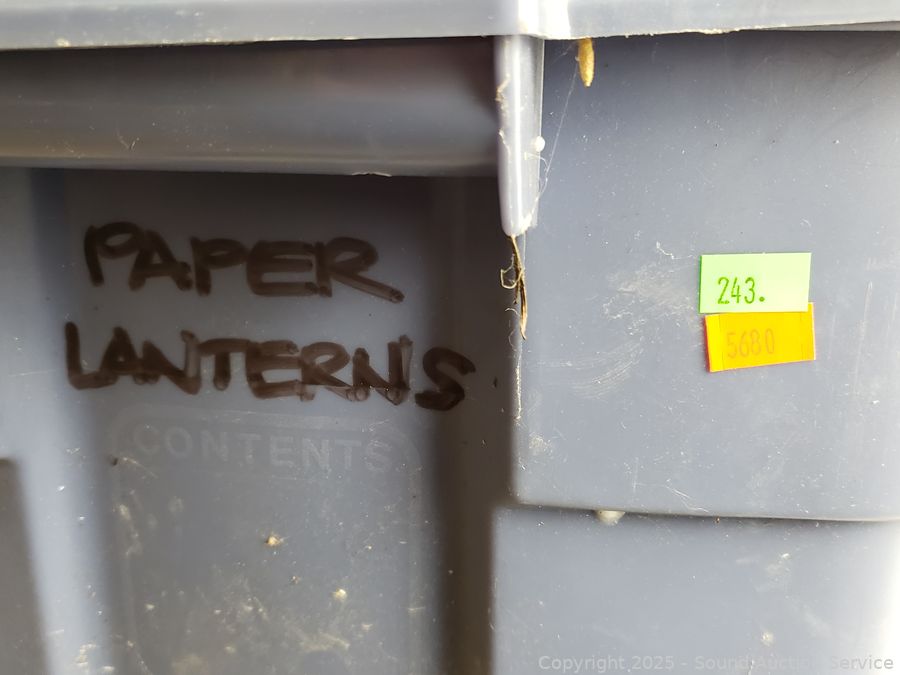 PAPER
LANTERNS
CONTENTS
243.
5680
Copyright 2025 - Sound Auction Service